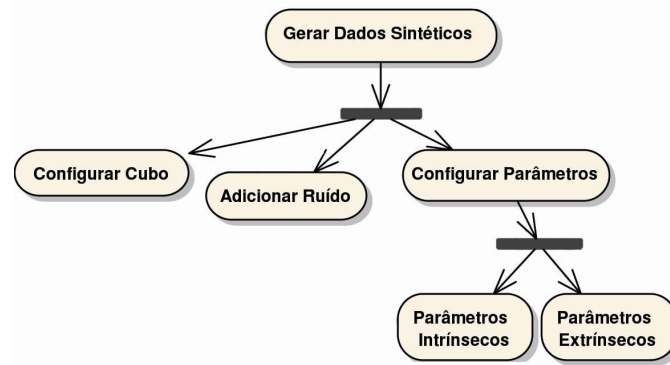 Gerar Dados Sintéticos
Configurar Cubo
Adicionar Ruído
Configurar Parâmetros
Parâmetros
Intrínsecos
Parâmetros
Extrínsecos